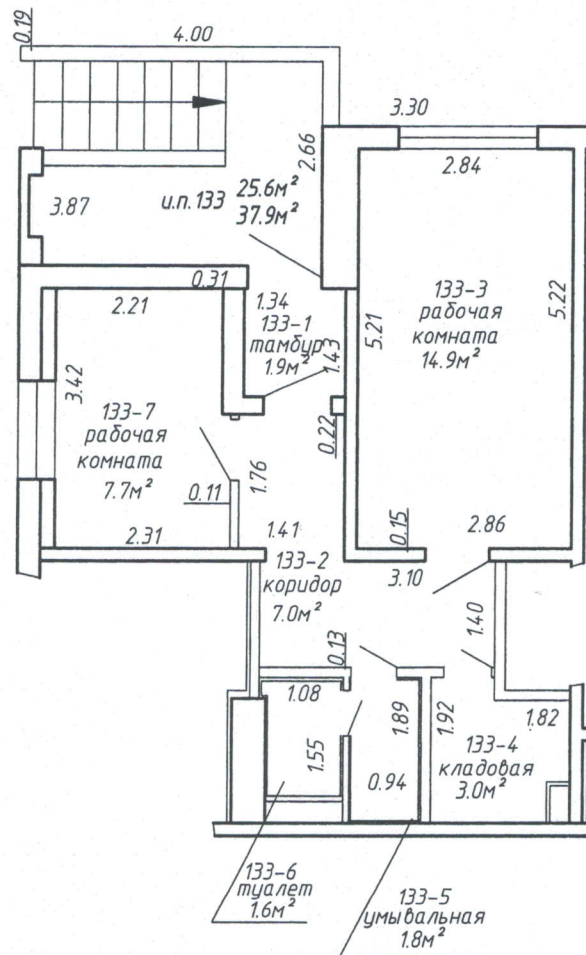 0.19
4.00
3.30
2.66
2.84
3.87
и.п.133 25.6м²
37.9м²
0.31
2.21
1.34
133-1
тамбур
1.9м²
1.43
5.21
133-3
рабочая
комната
14.9м²
5.22
3.42
133-7
рабочая
комната
7.7м²
0.22
1.76
0.11
0.15
2.31
1.41
2.86
133-2
коридор
7.0м²
3.10
1.40
0.13
1.08
1.89
1.92
1.82
1.55
133-4
кладовая
3.0м²
0.94
133-6
туалет
1.6м²
133-5
умывальная
1.8м²